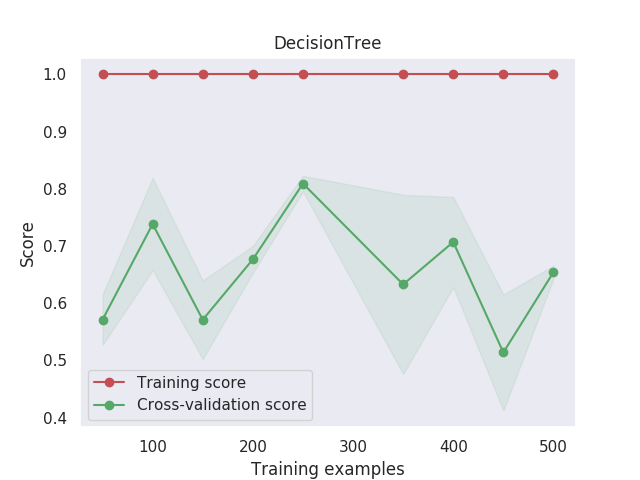 DecisionTree
Score
1.0
0.9
0.8
0.7
0.6
0.5
0.4
Training score
Cross-validation score
100
200
300
400
500
Training examples